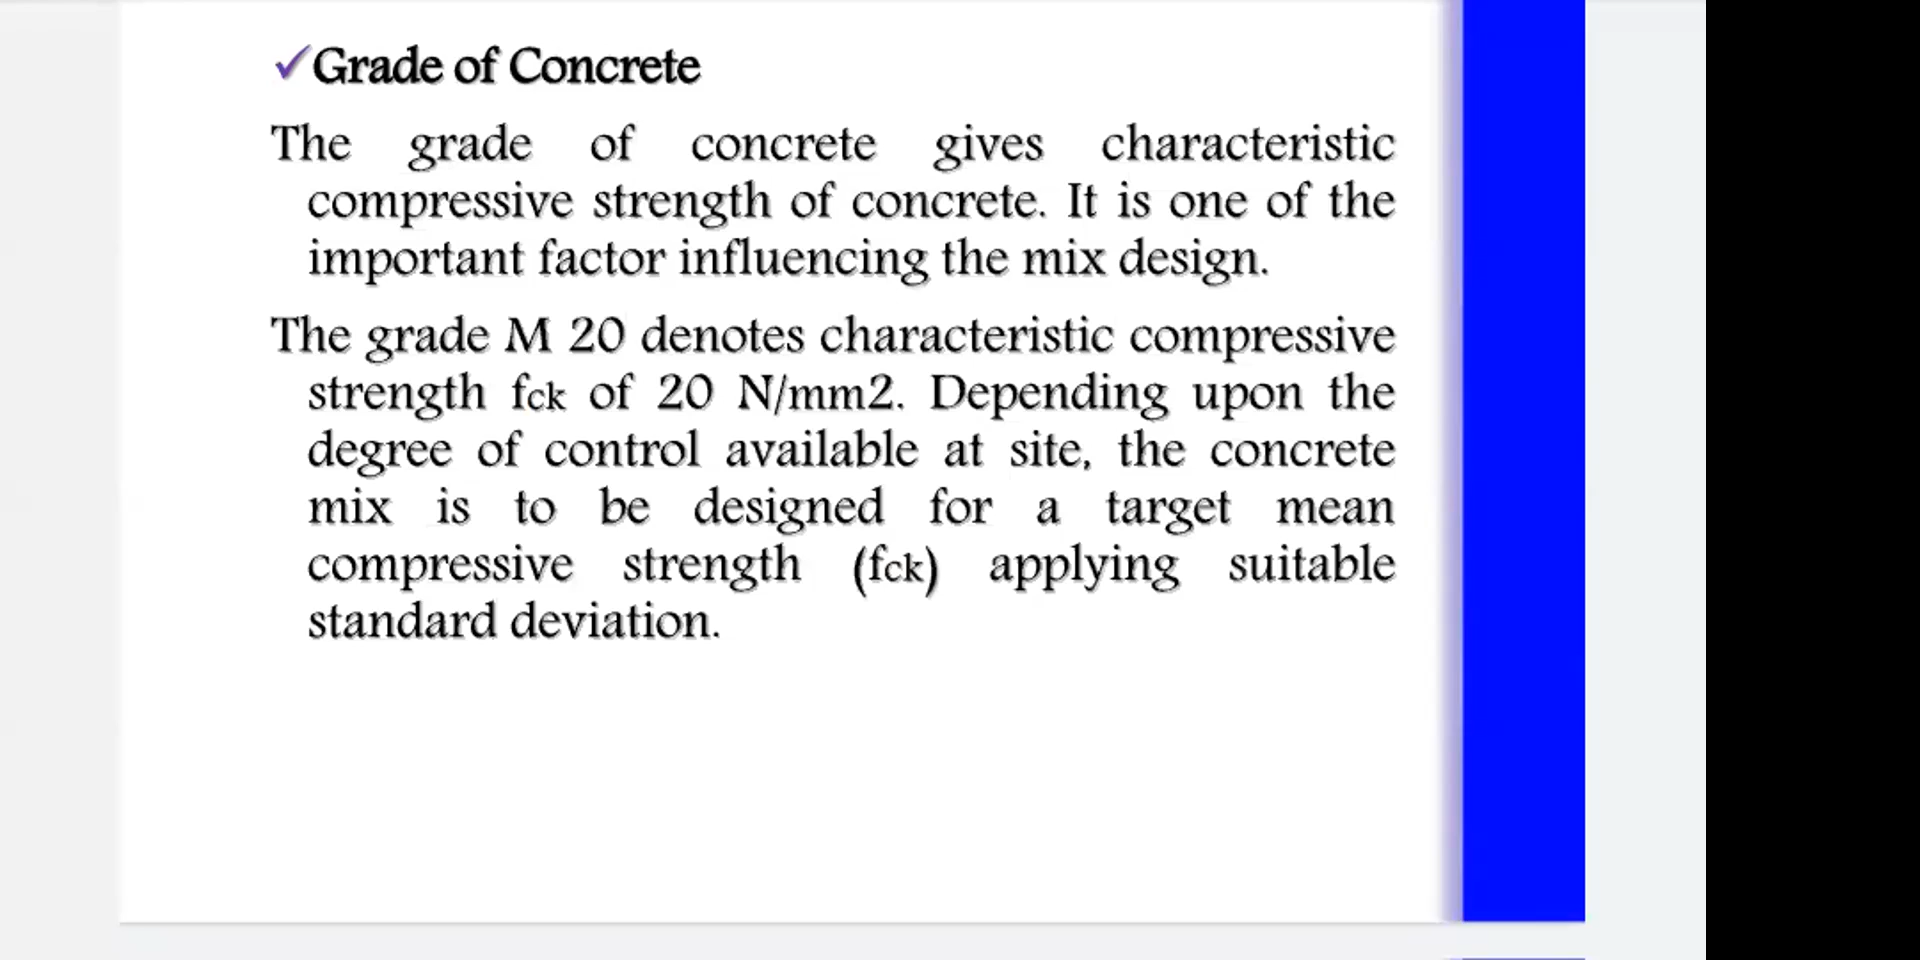 ✓Grade of Concrete
The grade of concrete gives characteristic
compressive strength of concrete. It is one of the
important factor influencing the mix design.
The grade M 20 denotes characteristic compressive
strength fck of 20 N/mm2. Depending upon the
degree of control available at site, the concrete
mix is to be designed for a target mean
compressive strength (fck) applying suitable
standard deviation.